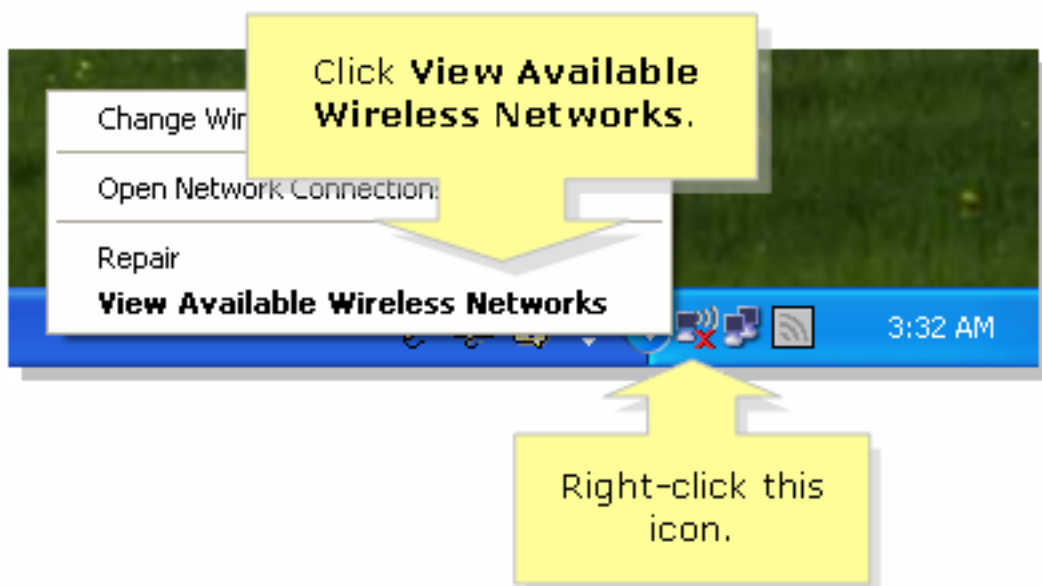 Click View Available
Wireless Networks.
Change Wir
Open Network Connections
Repair
View Available Wireless Networks
3:32 AM
Right-click this
icon.